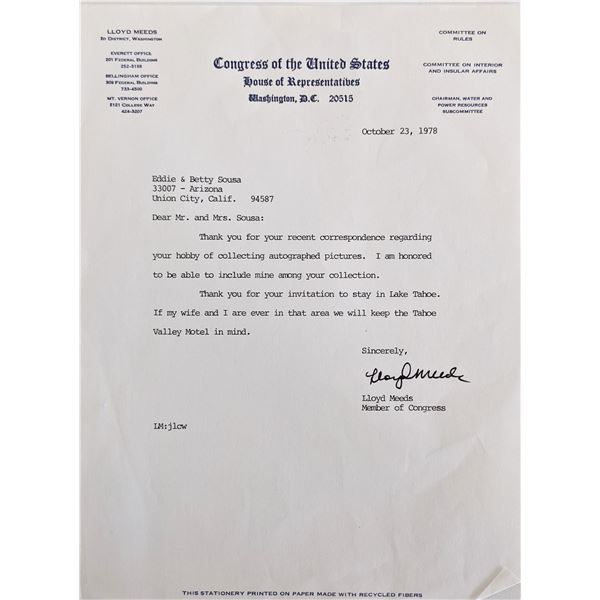 LLOYD MEEDS
2D DISTRICT, WASHINGTON
EVERETT OFFICE
201 FEDERAL BUILDING
252-3188
BELLINGHAM OFFICE
308 FEDERAL BUILDING
733-4500
MT. VERNON OFFICE
2121 COLLEGE WAY
424-3207
Congress of the United States
House of Representatives
Washington, D.C. 20515
COMMITTEE ON
RULES
COMMITTEE ON INTERIOR
AND INSULAR AFFAIRS
CHAIRMAN, WATER AND
POWER RESOURCES
SUBCOMMITTEE
October 23, 1978
Eddie & Betty Sousa
33007 - Arizona
Union City, Calif. 94587
Dear Mr. and Mrs. Sousa:
Thank you for your recent correspondence regarding
your hobby of collecting autographed pictures. I am honored
to be able to include mine among your collection.
Thank you for your invitation to stay in Lake Tahoe.
If my wife and I are ever in that area we will keep the Tahoe
Valley Motel in mind.
Sincerely,
Lloyd Meeds
Lloyd Meeds
Member of Congress
LM:jlcw
THIS STATIONERY PRINTED ON PAPER MADE WITH RECYCLED FIBERS